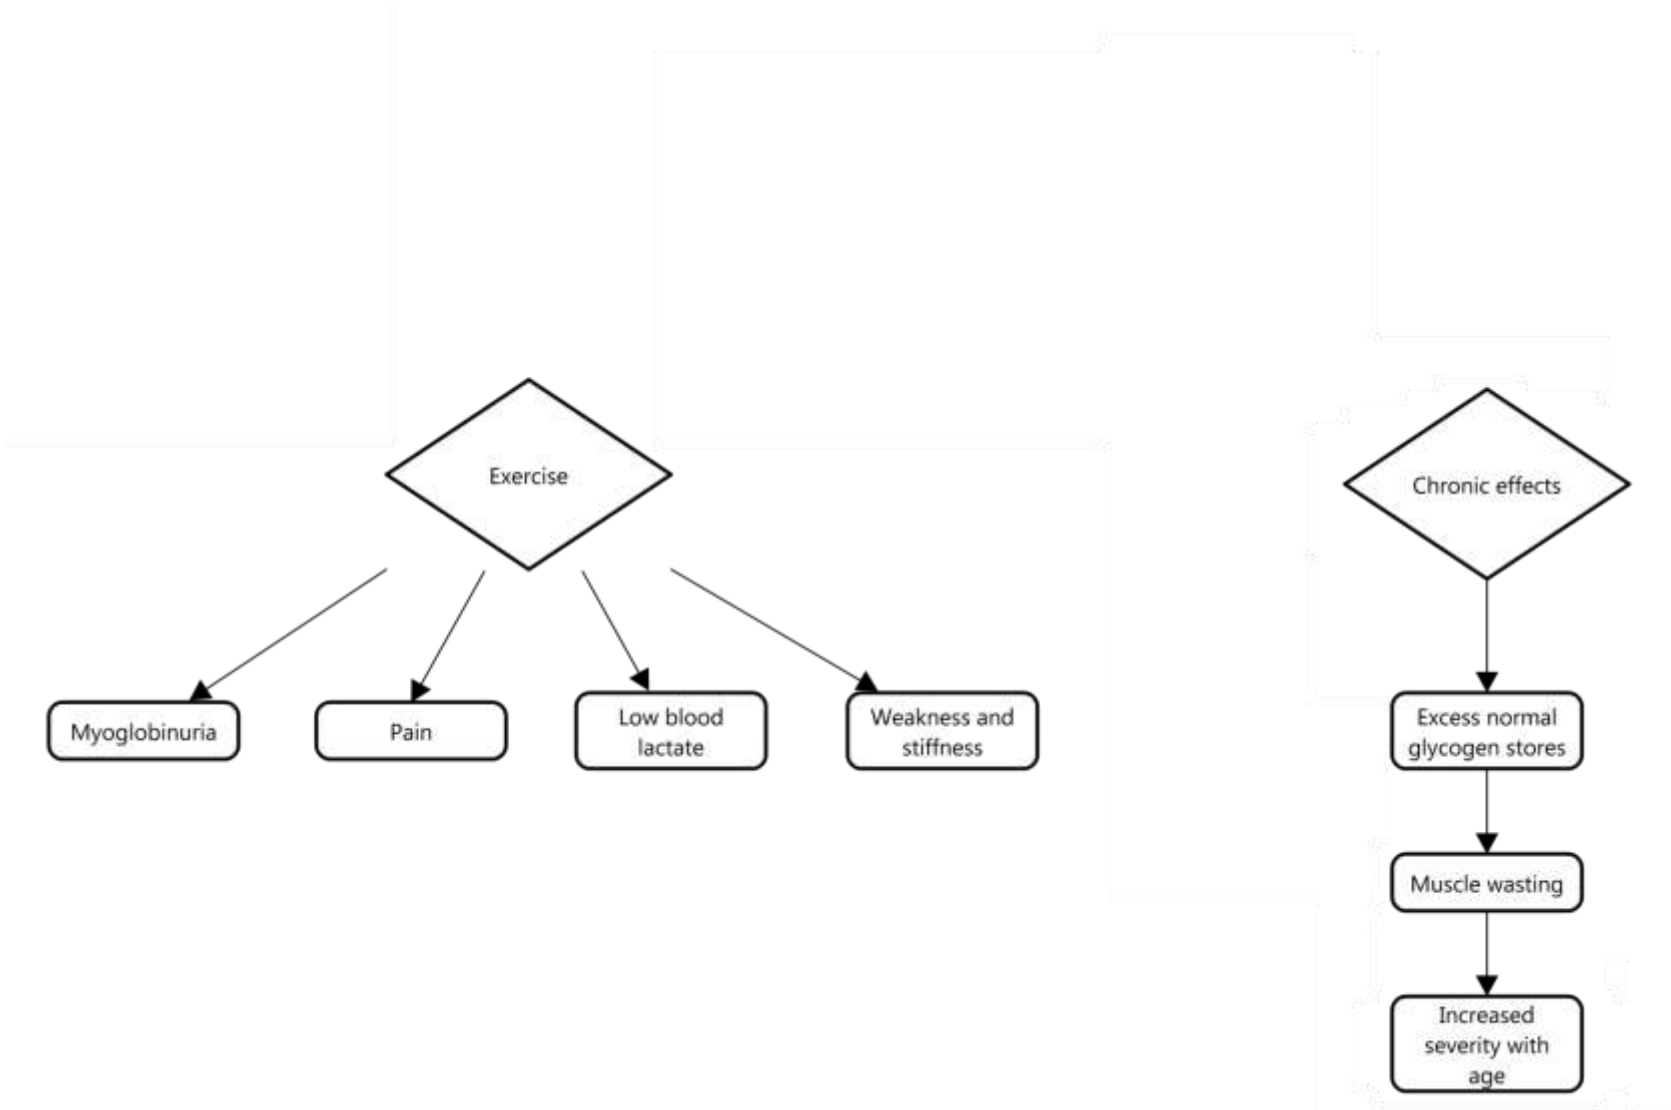 Exercise
Chronic effects
Myoglobinuria
Pain
Low blood
lactate
Weakness and
stiffness
Excess normal
glycogen stores
Muscle wasting
Increased
severity with
age